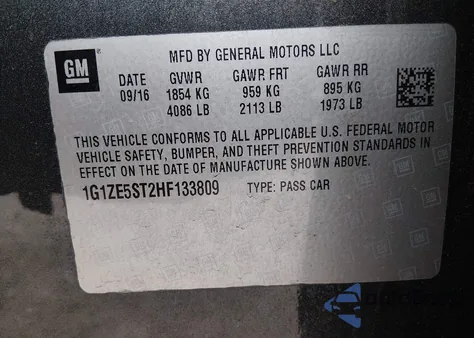 GM
MFD BY GENERAL MOTORS LLC
DATE GVWR GAWR FRT GAWR RR
09/16 1854 KG 959 KG 895 KG
4086 LB 2113 LB 1973 LB
THIS VEHICLE CONFORMS TO ALL APPLICABLE U.S. FEDERAL MOTOR
VEHICLE SAFETY, BUMPER, AND THEFT PREVENTION STANDARDS IN
EFFECT ON THE DATE OF MANUFACTURE SHOWN ABOVE.
1G1ZE5ST2HF133809 TYPE: PASS CAR